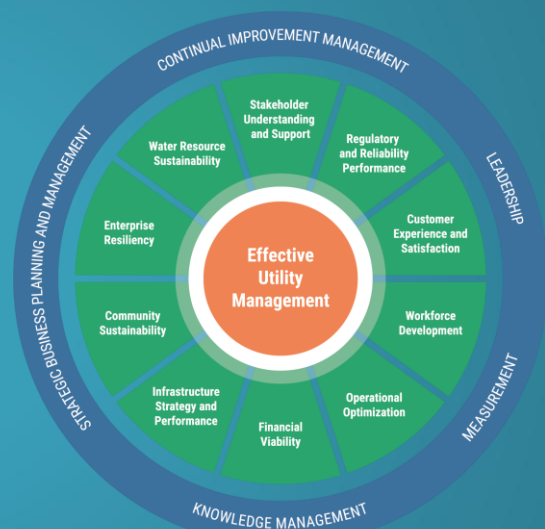 CONTINUAL IMPROVEMENT MANAGEMENT
LEADERSHIP
MEASUREMENT
KNOWLEDGE MANAGEMENT
STRATEGIC BUSINESS PLANNING AND MANAGEMENT
Stakeholder
Understanding
and Support
Regulatory
and Reliability
Performance
Customer
Experience and
Satisfaction
Workforce
Development
Operational
Optimization
Financial
Viability
Infrastructure
Strategy and
Performance
Community
Sustainability
Enterprise
Resiliency
Water Resource
Sustainability
Effective
Utility
Management